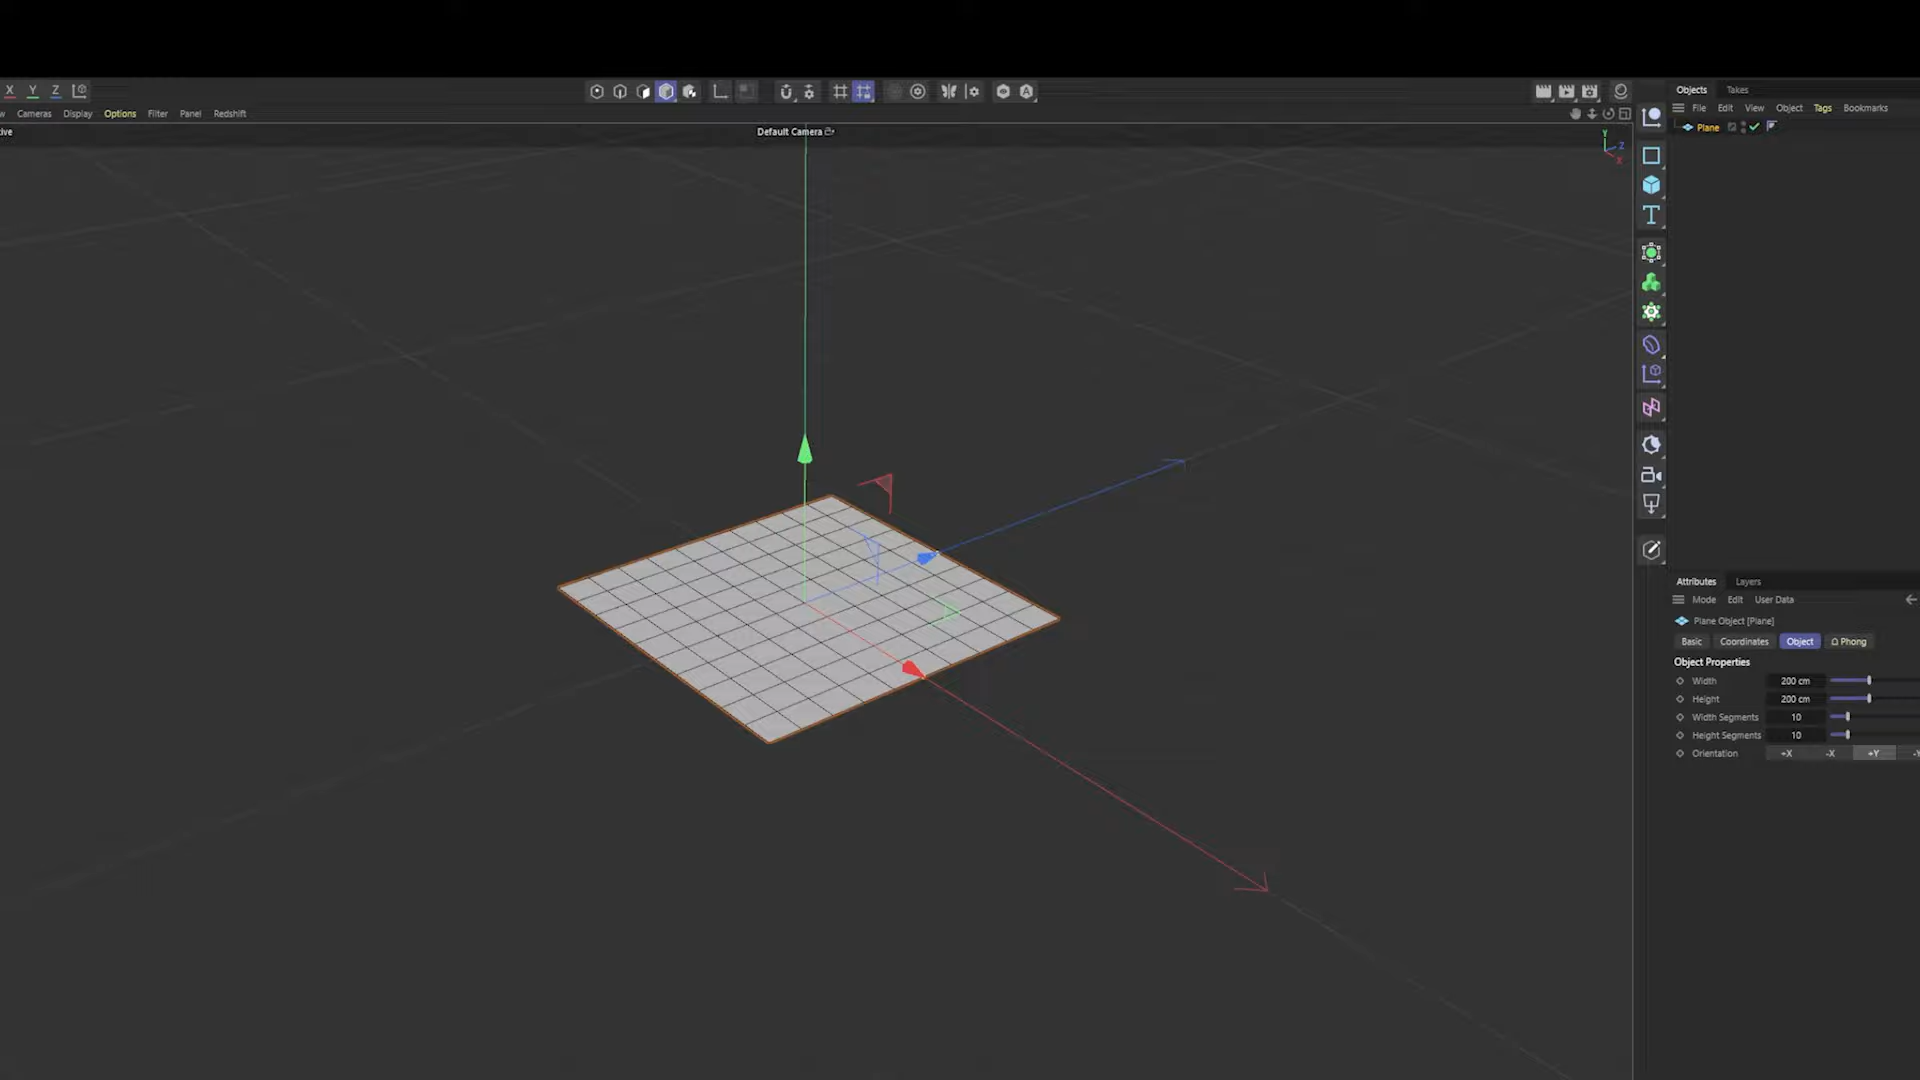 X Y Z
Objects Takes
Cameras Display Options Filter Panel Redshift
File Edit View Object Tags Bookmarks
Default Camera
Plane
Y
Z
X
Attributes Layers
Mode Edit User Data
Plane Object [Plane]
Basic Coordinates Object Phong
Object Properties
Width 200 cm
Height 200 cm
Width Segments 10
Height Segments 10
Orientation +X -X +Y